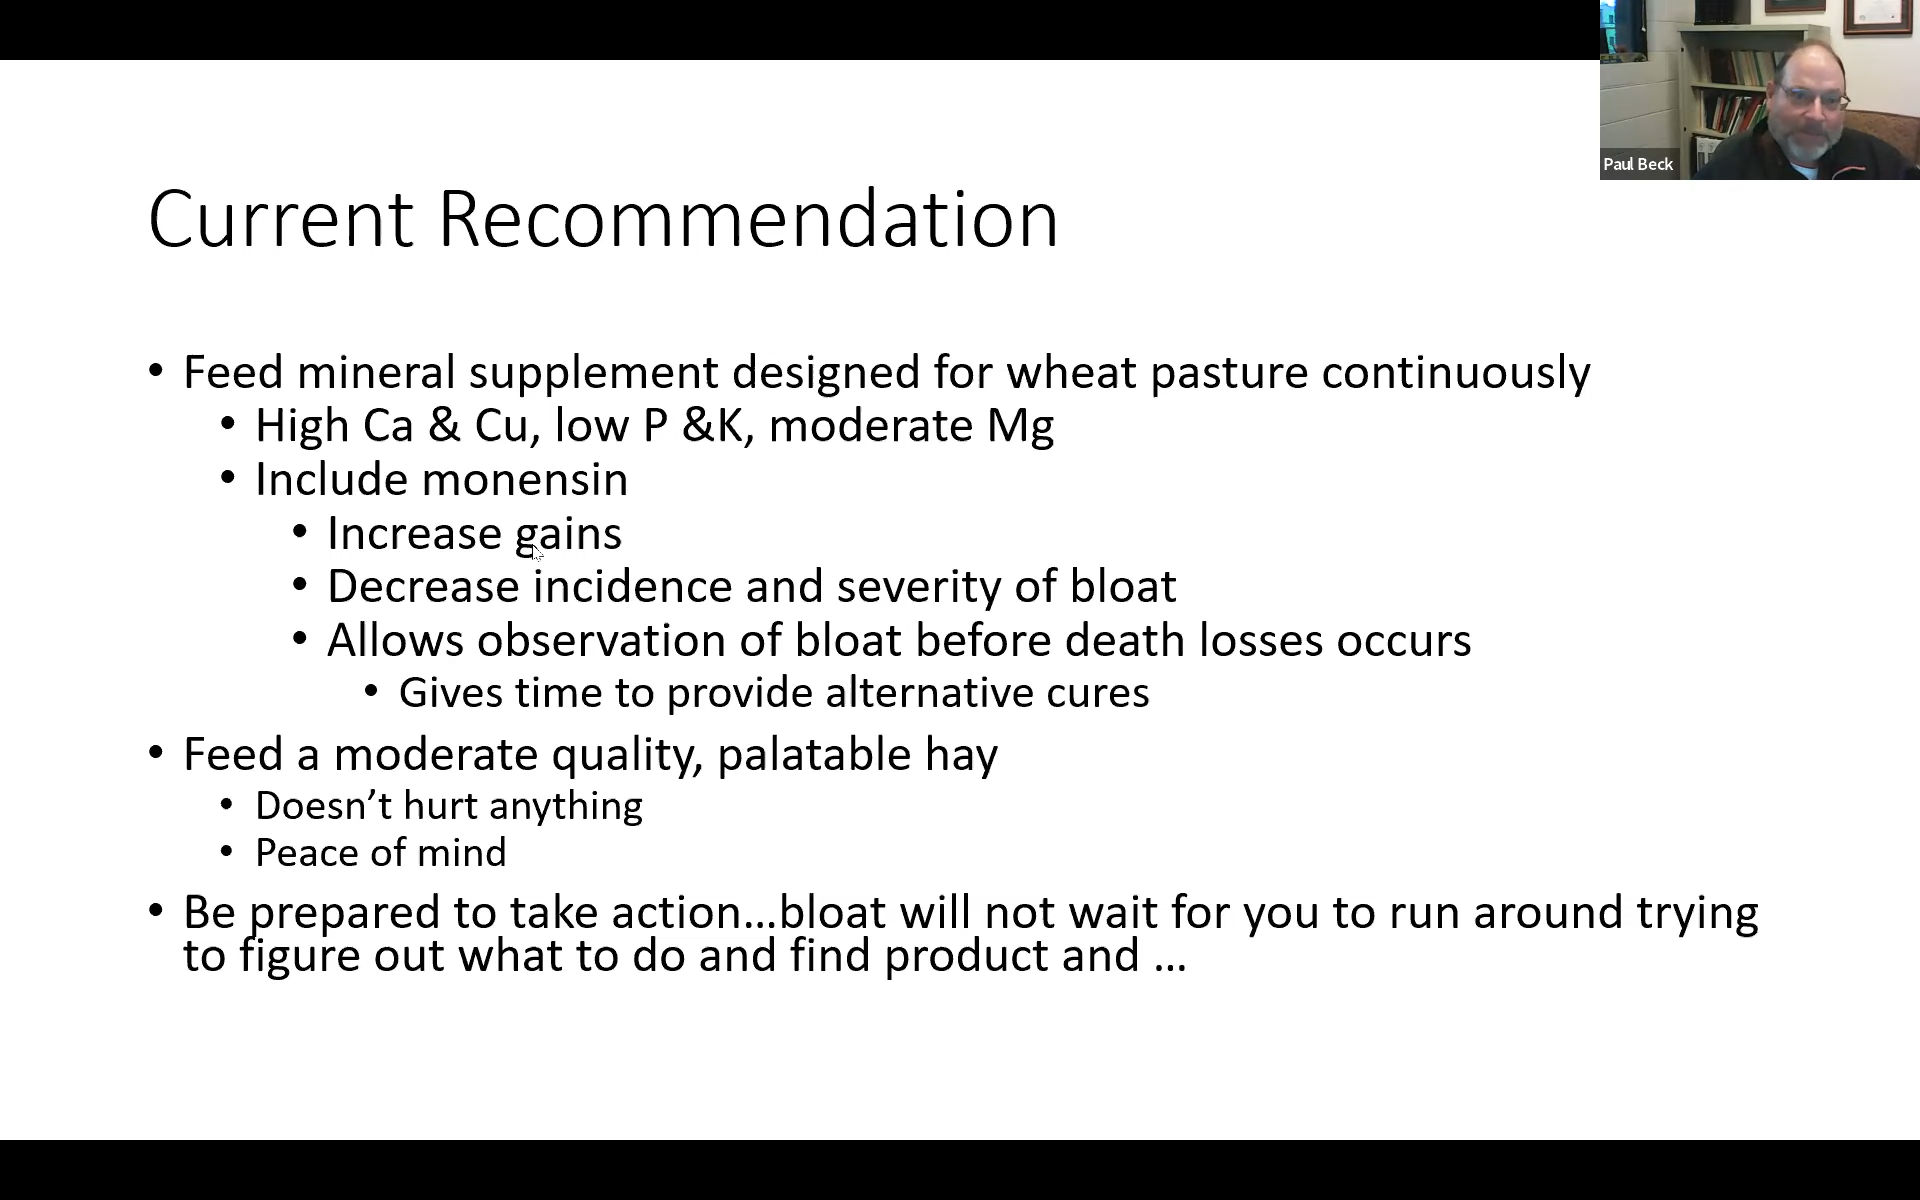 Paul Beck
Current Recommendation
• Feed mineral supplement designed for wheat pasture continuously
• High Ca & Cu, low P &K, moderate Mg
• Include monensin
• Increase gains
• Decrease incidence and severity of bloat
• Allows observation of bloat before death losses occurs
• Gives time to provide alternative cures
• Feed a moderate quality, palatable hay
• Doesn’t hurt anything
• Peace of mind
• Be prepared to take action…bloat will not wait for you to run around trying
to figure out what to do and find product and …